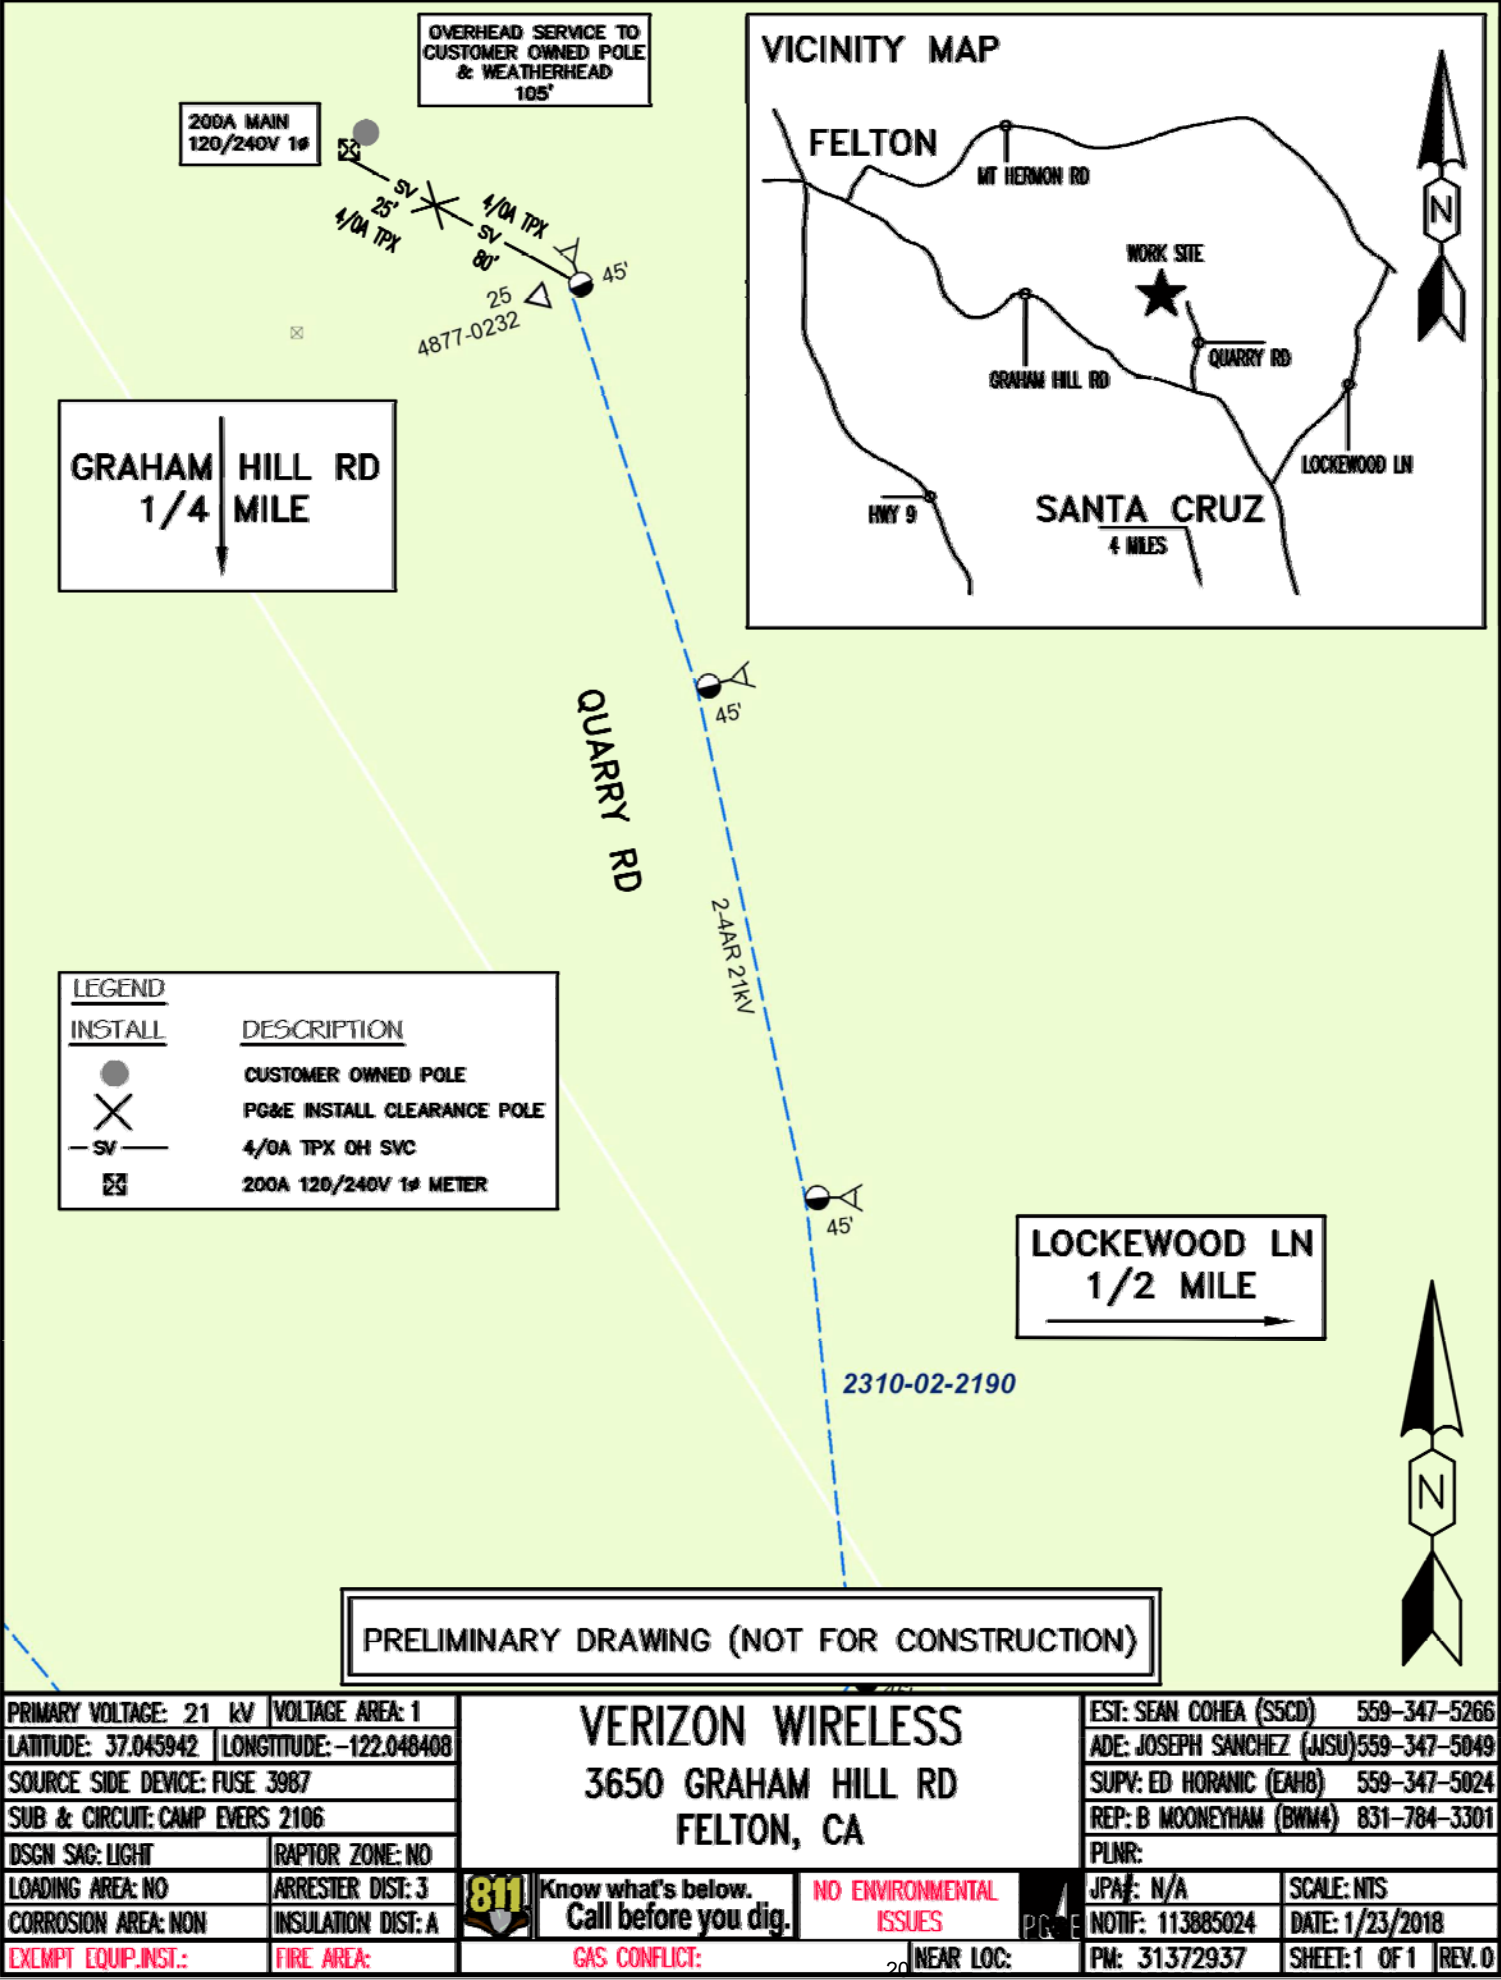 OVERHEAD SERVICE TO
CUSTOMER OWNED POLE
& WEATHERHEAD
105'
200A MAIN
120/240V 1ø
SV
25'
4/0A TPX
4/0A TPX
SV
80'
45'
25
4877-0232
VICINITY MAP
FELTON
MT HERMON RD
N
WORK SITE
QUARRY RD
GRAHAM HILL RD
LOCKEWOOD LN
HWY 9
SANTA CRUZ
4 MILES
GRAHAM HILL RD
1/4 MILE
45'
QUARRY RD
2-4AR 21kV
LEGEND
INSTALL DESCRIPTION
CUSTOMER OWNED POLE
PG&E INSTALL CLEARANCE POLE
SV 4/0A TPX OH SVC
200A 120/240V 1ø METER
45'
LOCKEWOOD LN
1/2 MILE
2310-02-2190
N
PRELIMINARY DRAWING (NOT FOR CONSTRUCTION)
PRIMARY VOLTAGE: 21 kV VOLTAGE AREA: 1
LATITUDE: 37.045942 LONGTITUDE: -122.048408
SOURCE SIDE DEVICE: FUSE 3987
SUB & CIRCUIT: CAMP EVERS 2106
DSGN SAG: LIGHT RAPTOR ZONE: NO
LOADING AREA: NO ARRESTER DIST: 3
CORROSION AREA: NON INSULATION DIST: A
EXEMPT EQUIP.INST.: FIRE AREA:
VERIZON WIRELESS
3650 GRAHAM HILL RD
FELTON, CA
811
Know what's below.
Call before you dig.
NO ENVIRONMENTAL
ISSUES
PG&E
GAS CONFLICT:
20
NEAR LOC:
EST: SEAN COHEA (S5CD) 559-347-5266
ADE: JOSEPH SANCHEZ (JJSU) 559-347-5049
SUPV: ED HORANIC (EAH8) 559-347-5024
REP: B MOONEYHAM (BWM4) 831-784-3301
PLNR:
JPA#: N/A SCALE: NTS
NOTIF: 113885024 DATE: 1/23/2018
PM: 31372937 SHEET: 1 OF 1 REV. 0